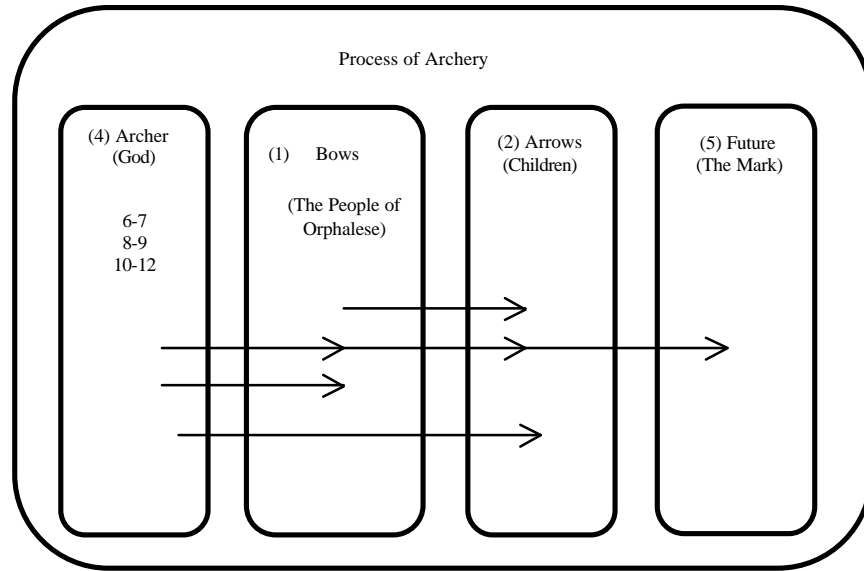 Process of Archery
(4) Archer
(God)
6-7
8-9
10-12
(1) Bows
(The People of
Orphalese)
(2) Arrows
(Children)
(5) Future
(The Mark)